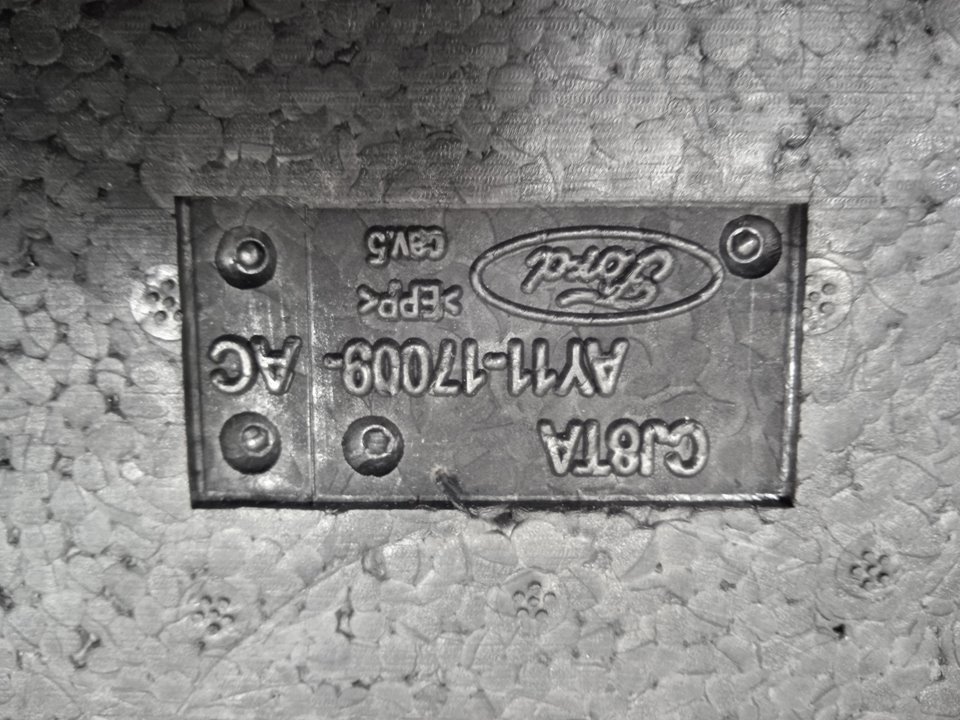 CJ8TA
AY11-17009-AC
>EPP<
Ford
cav.5